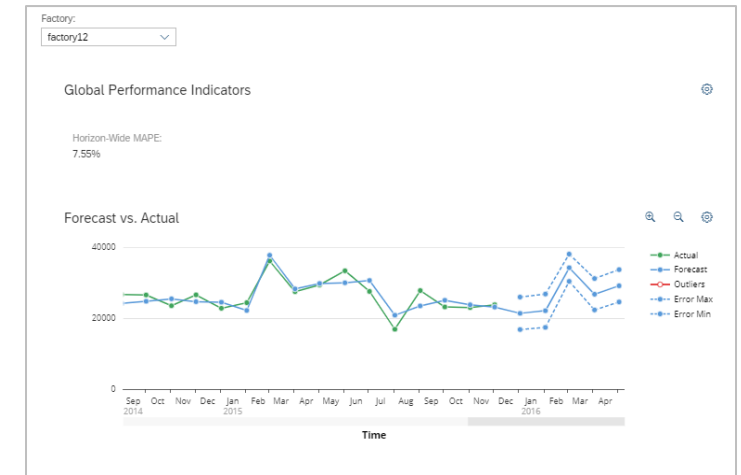 Factory:
factory12
Global Performance Indicators
Horizon-Wide MAPE:
7.55%
Forecast vs. Actual
40000
20000
0
Actual
Forecast
Outliers
Error Max
Error Min
Sep Oct Nov Dec Jan Feb Mar Apr May Jun Jul Aug Sep Oct Nov Dec Jan Feb Mar Apr
2014 2015 2016
Time